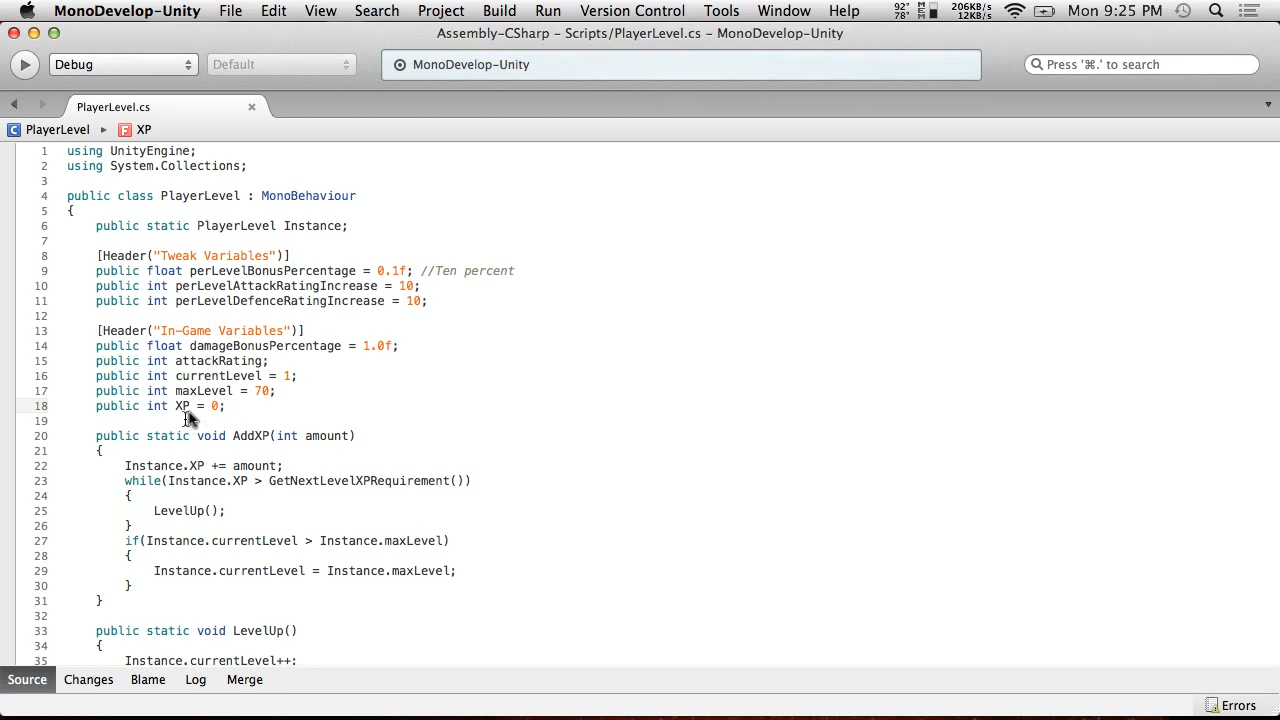 MonoDevelop-Unity File Edit View Search Project Build Run Version Control Tools Window Help 92° 78° MEM 206KB/s 12KB/s Mon 9:25 PM
Assembly-CSharp – Scripts/PlayerLevel.cs – MonoDevelop-Unity
Debug Default MonoDevelop-Unity Press '⌘.' to search
PlayerLevel.cs
PlayerLevel ▸ XP
1 using UnityEngine;
2 using System.Collections;
3
4 public class PlayerLevel : MonoBehaviour
5 {
6 public static PlayerLevel Instance;
7
8 [Header("Tweak Variables")]
9 public float perLevelBonusPercentage = 0.1f; //Ten percent
10 public int perLevelAttackRatingIncrease = 10;
11 public int perLevelDefenceRatingIncrease = 10;
12
13 [Header("In-Game Variables")]
14 public float damageBonusPercentage = 1.0f;
15 public int attackRating;
16 public int currentLevel = 1;
17 public int maxLevel = 70;
18 public int XP = 0;
19
20 public static void AddXP(int amount)
21 {
22 Instance.XP += amount;
23 while(Instance.XP > GetNextLevelXPRequirement())
24 {
25 LevelUp();
26 }
27 if(Instance.currentLevel > Instance.maxLevel)
28 {
29 Instance.currentLevel = Instance.maxLevel;
30 }
31 }
32
33 public static void LevelUp()
34 {
35 Instance.currentLevel++;
Source Changes Blame Log Merge
Errors